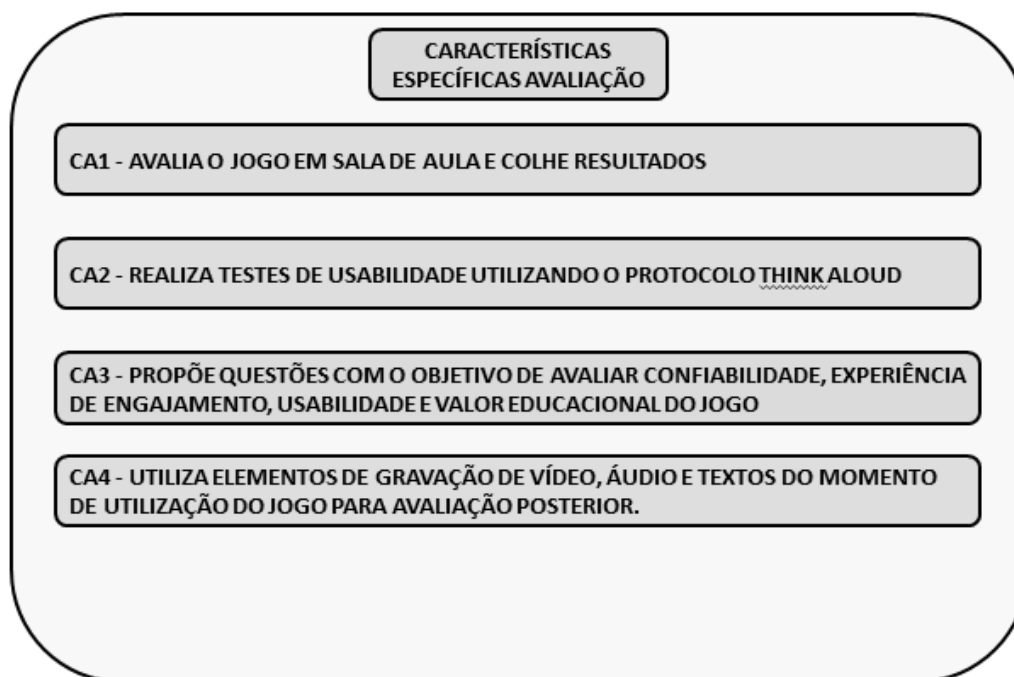 CARACTERÍSTICAS
ESPECÍFICAS AVALIAÇÃO
CA1 - AVALIA O JOGO EM SALA DE AULA E COLHE RESULTADOS
CA2 - REALIZA TESTES DE USABILIDADE UTILIZANDO O PROTOCOLO THINK ALOUD
CA3 - PROPÕE QUESTÕES COM O OBJETIVO DE AVALIAR CONFIABILIDADE, EXPERIÊNCIA
DE ENGAJAMENTO, USABILIDADE E VALOR EDUCACIONAL DO JOGO
CA4 - UTILIZA ELEMENTOS DE GRAVAÇÃO DE VÍDEO, ÁUDIO E TEXTOS DO MOMENTO
DE UTILIZAÇÃO DO JOGO PARA AVALIAÇÃO POSTERIOR.